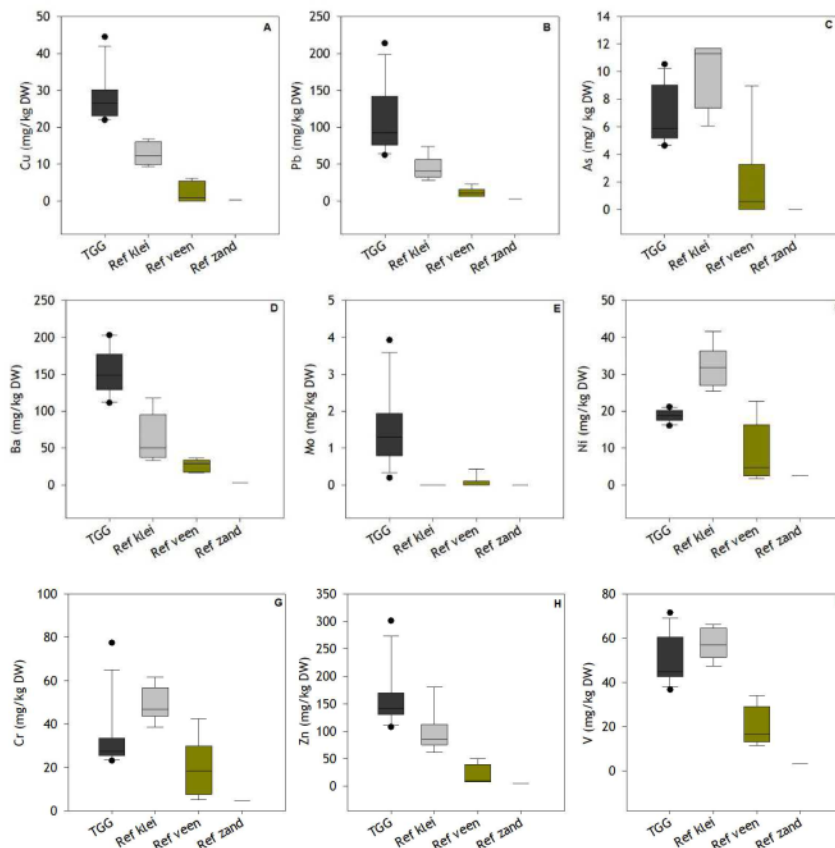 A
50
40
30
20
10
0
Cu (mg/kg DW)
TGG
Ref klei
Ref veen
Ref zand
B
250
200
150
100
50
0
Pb (mg/kg DW)
TGG
Ref klei
Ref veen
Ref zand
C
14
12
10
8
6
4
2
0
As (mg/ kg DW)
TGG
Ref klei
Ref veen
Ref zand
D
250
200
150
100
50
0
Ba (mg/kg DW)
TGG
Ref klei
Ref veen
Ref zand
E
5
4
3
2
1
0
Mo (mg/kg DW)
TGG
Ref klei
Ref veen
Ref zand
50
40
30
20
10
0
Ni (mg/kg DW)
TGG
Ref klei
Ref veen
Ref zand
G
100
80
60
40
20
0
Cr (mg/kg DW)
TGG
Ref klei
Ref veen
Ref zand
H
350
300
250
200
150
100
50
0
Zn (mg/kg DW)
TGG
Ref klei
Ref veen
Ref zand
80
60
40
20
0
V (mg/kg DW)
TGG
Ref klei
Ref veen
Ref zand